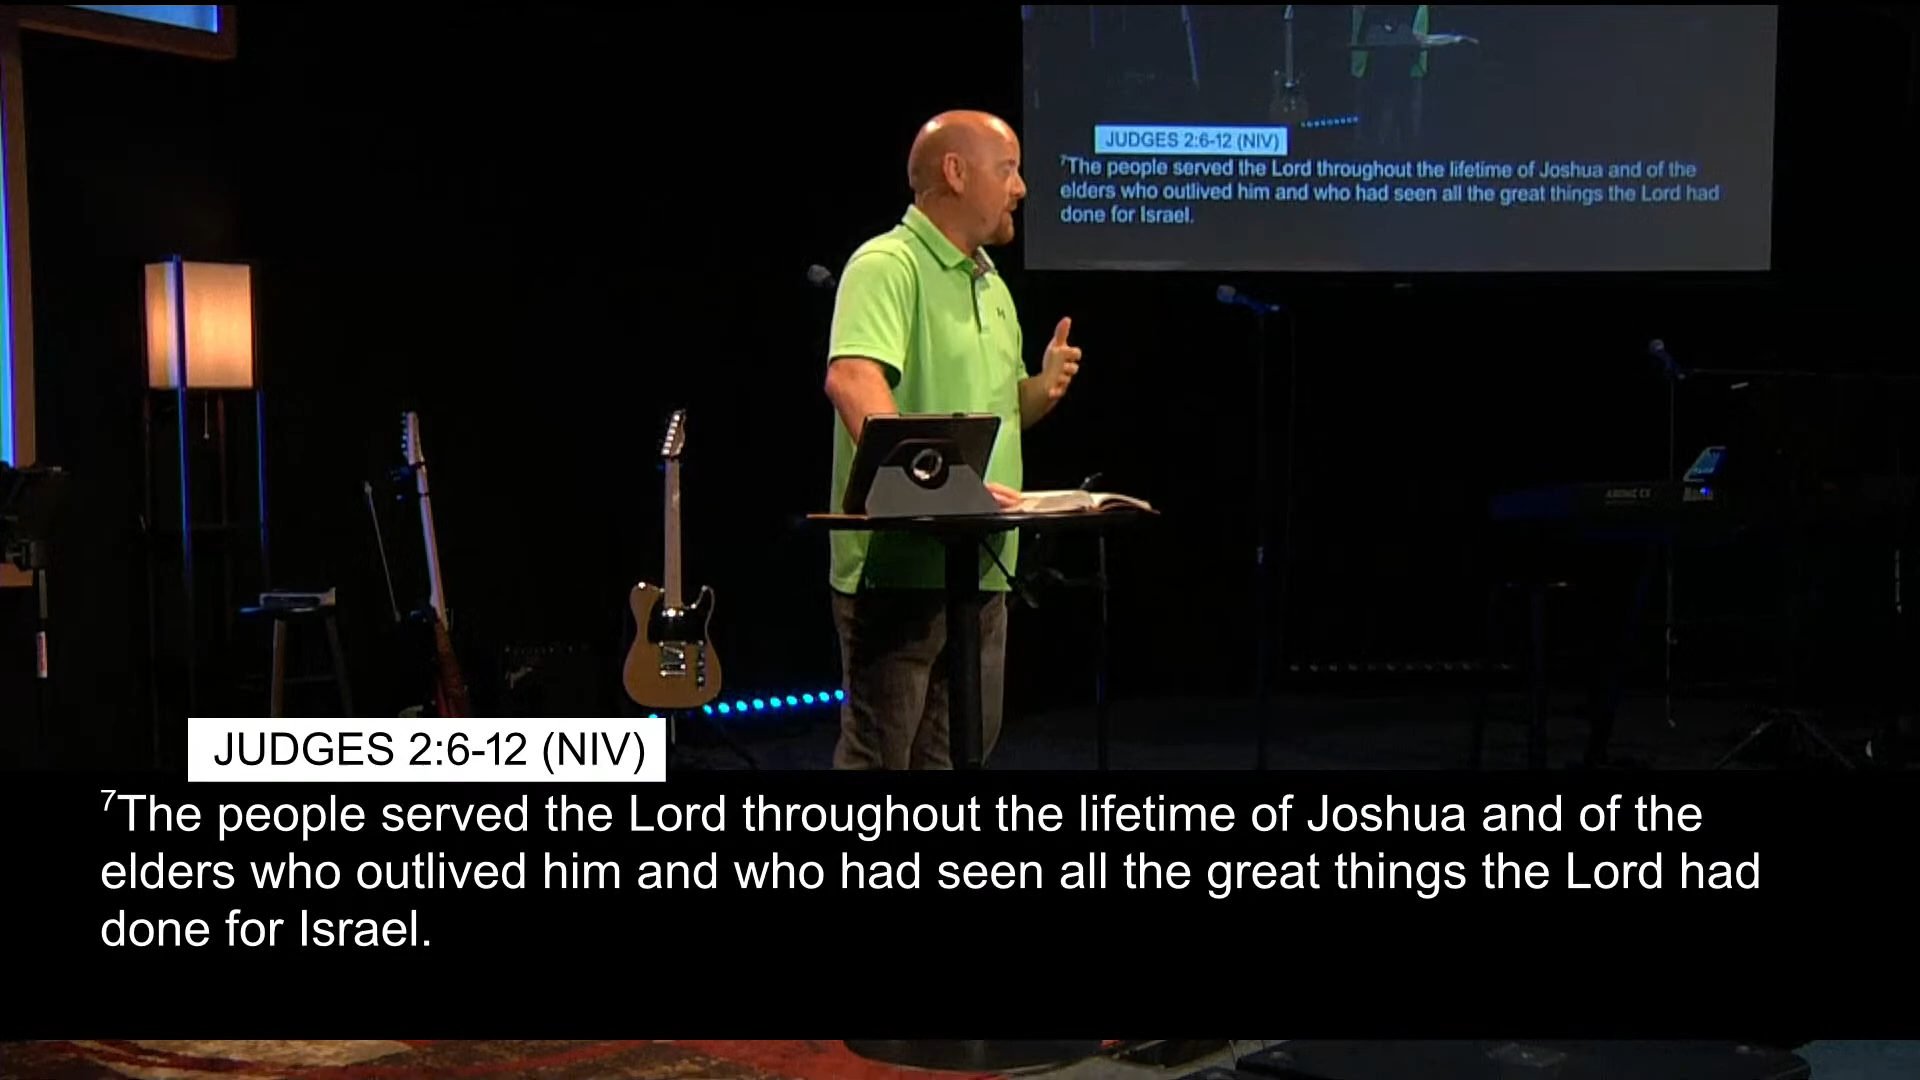 JUDGES 2:6-12 (NIV)
⁷The people served the Lord throughout the lifetime of Joshua and of the
elders who outlived him and who had seen all the great things the Lord had
done for Israel.
JUDGES 2:6-12 (NIV)
⁷The people served the Lord throughout the lifetime of Joshua and of the
elders who outlived him and who had seen all the great things the Lord had
done for Israel.